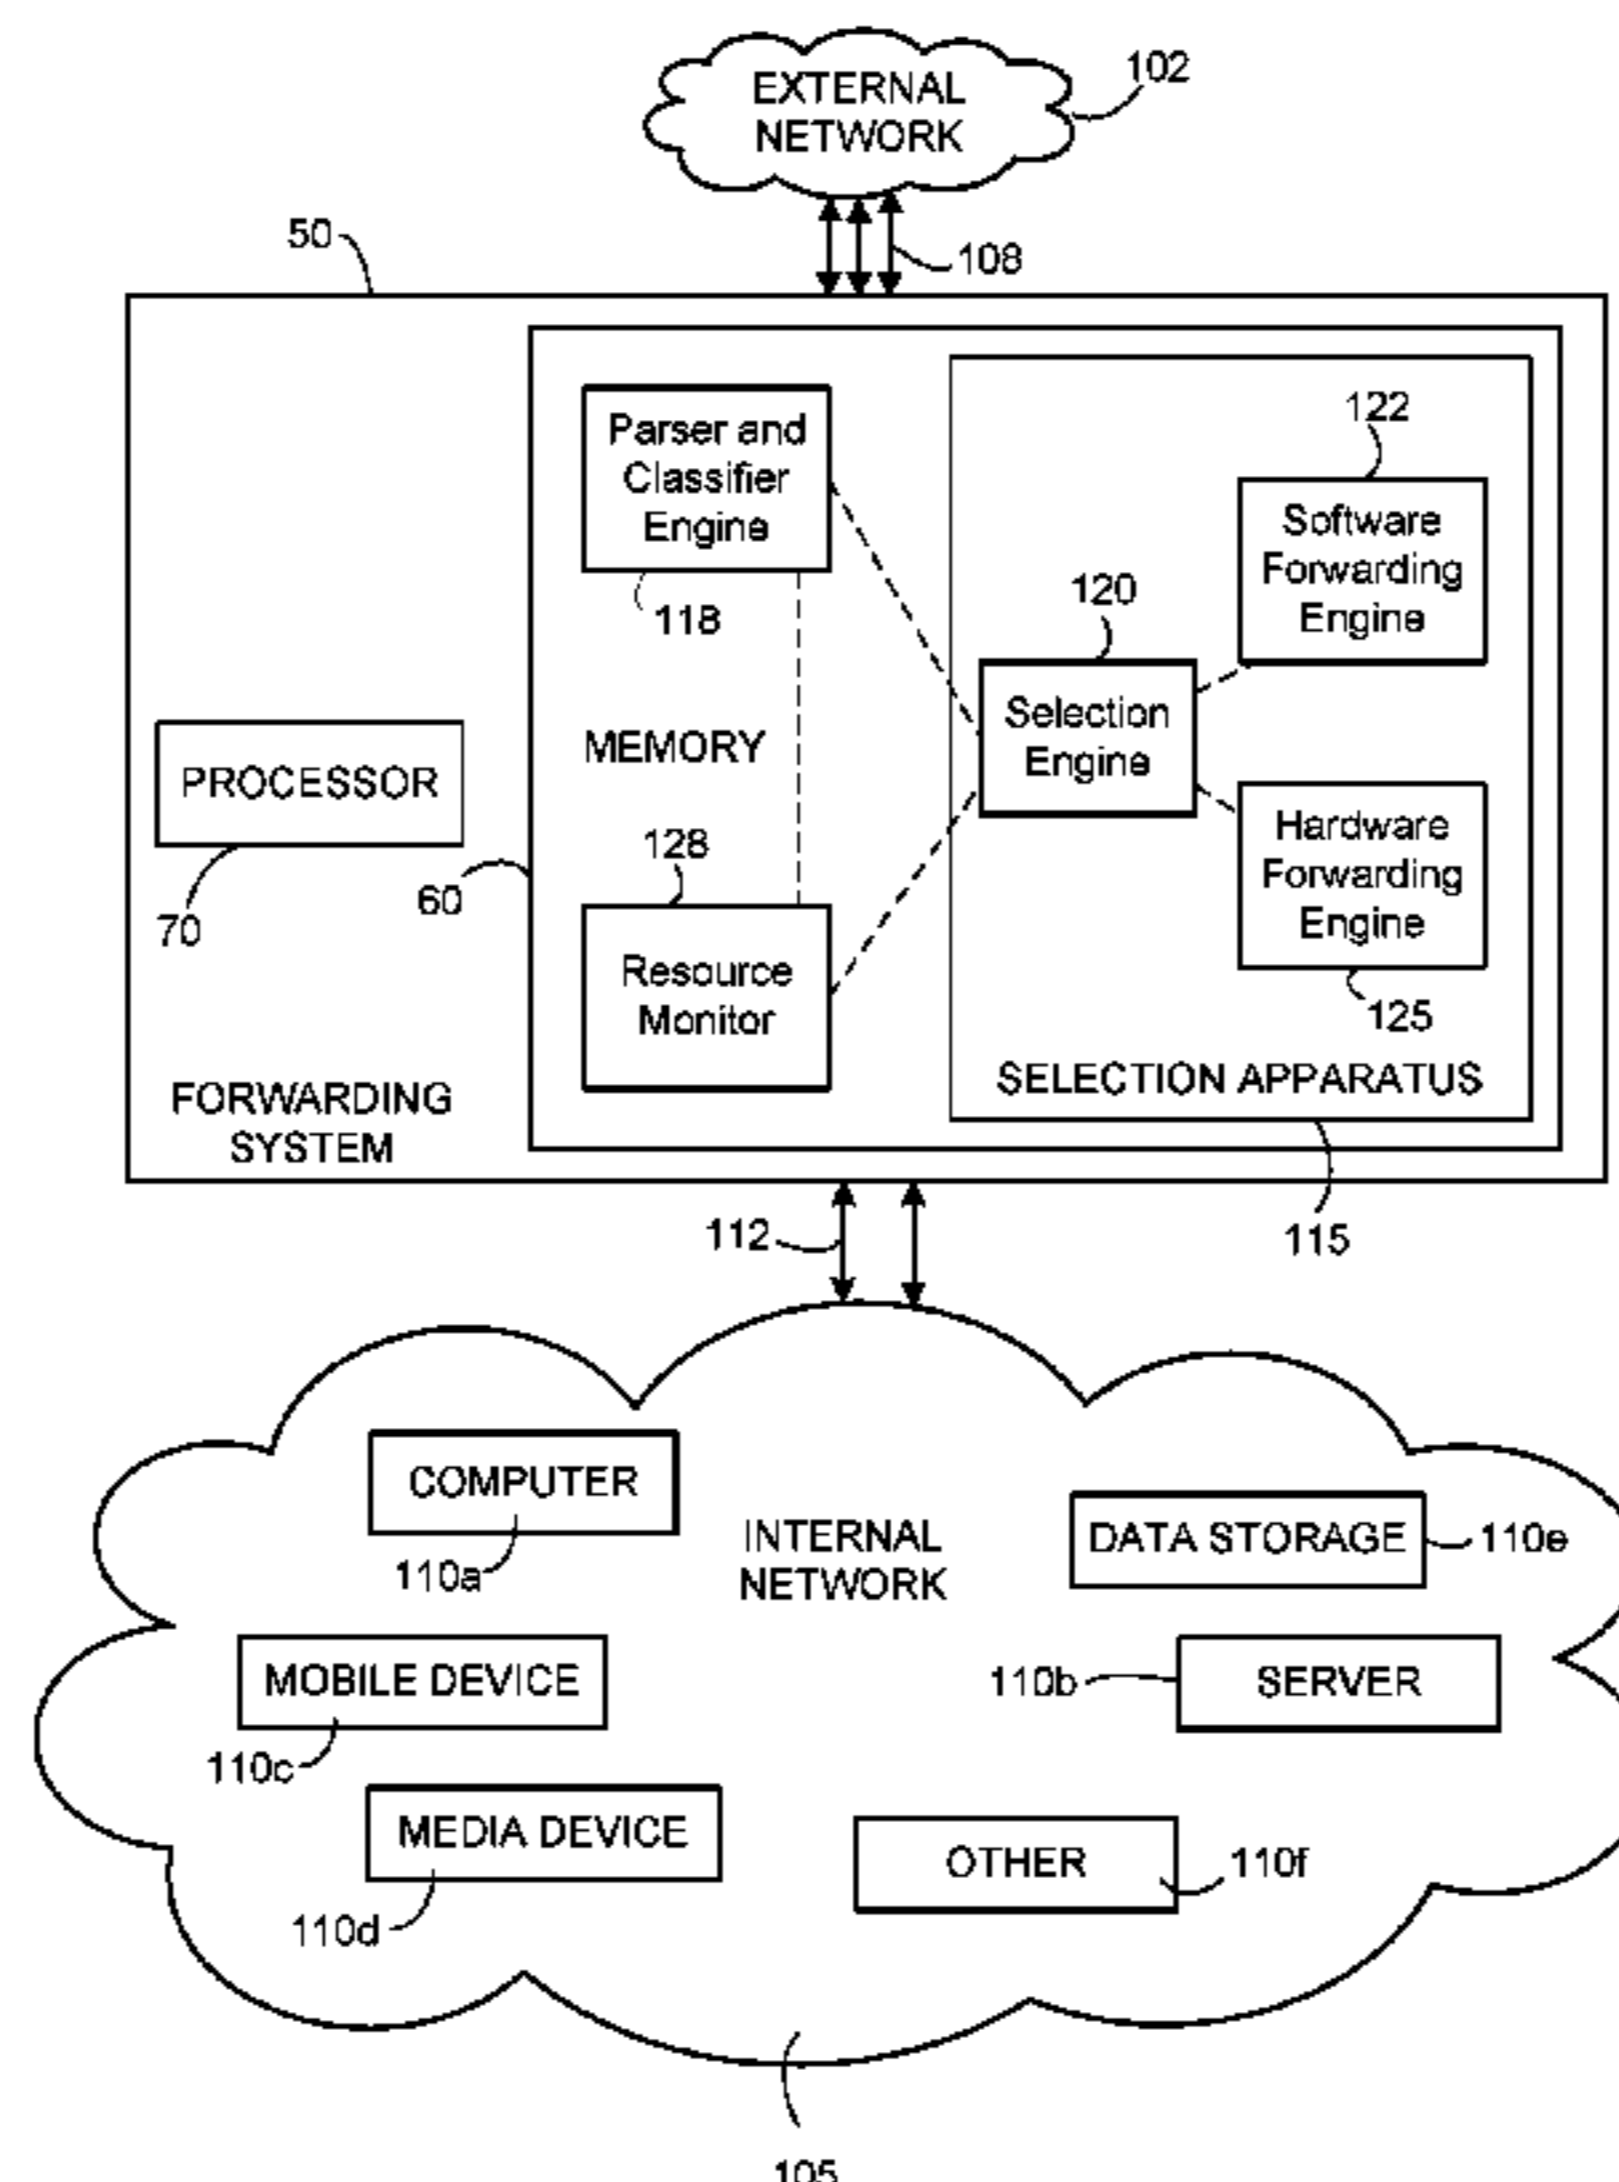 EXTERNAL
NETWORK
102
50
108
Parser and
Classifier
Engine
118
122
Software
Forwarding
Engine
120
Selection
Engine
MEMORY
PROCESSOR
70
60
128
Resource
Monitor
Hardware
Forwarding
Engine
125
SELECTION APPARATUS
FORWARDING
SYSTEM
112
115
COMPUTER
110a
INTERNAL
NETWORK
DATA STORAGE
110e
MOBILE DEVICE
110c
110b
SERVER
MEDIA DEVICE
110d
OTHER
110f
105